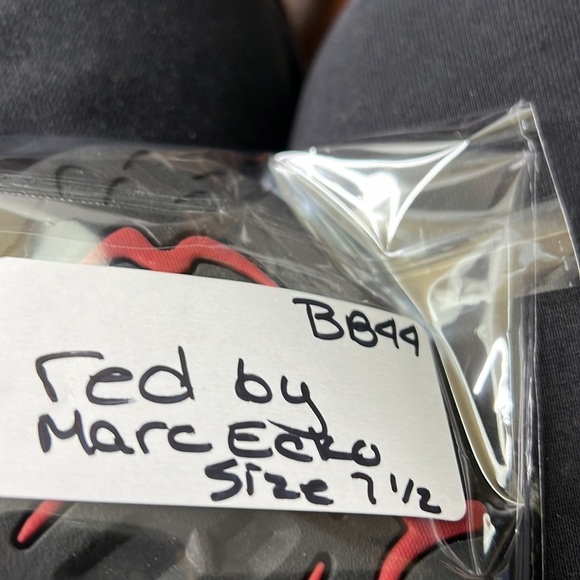 BB44
red by
Marc Ecko
Size 7 1/2